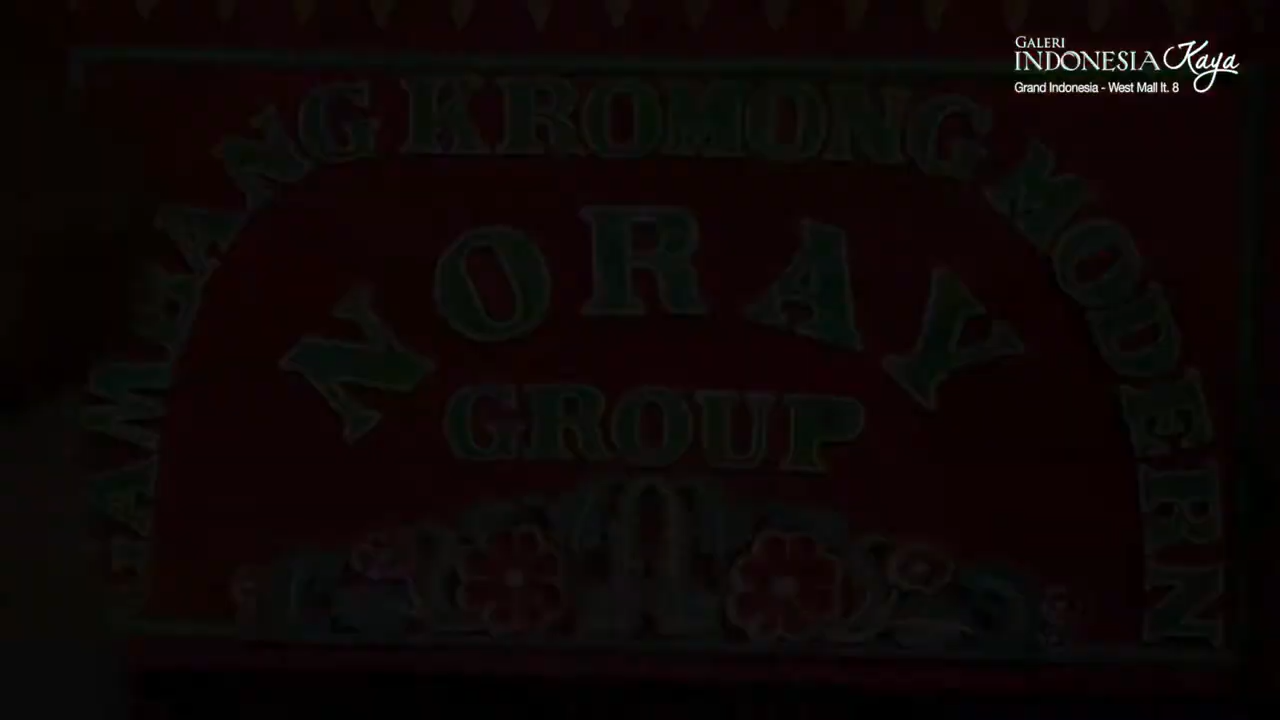 GALERI
INDONESIA Kaya
Grand Indonesia - West Mall lt. 8
GAMBANG KROMONG MODERN
NORAY
GROUP